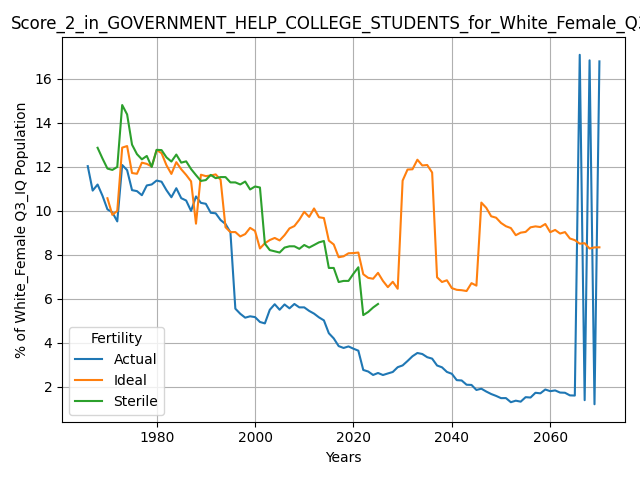 Score_2_in_GOVERNMENT_HELP_COLLEGE_STUDENTS_for_White_Female_Q3
16
14
12
10
8
6
4
2
% of White_Female Q3_IQ Population
Fertility
Actual
Ideal
Sterile
1980 2000 2020 2040 2060
Years